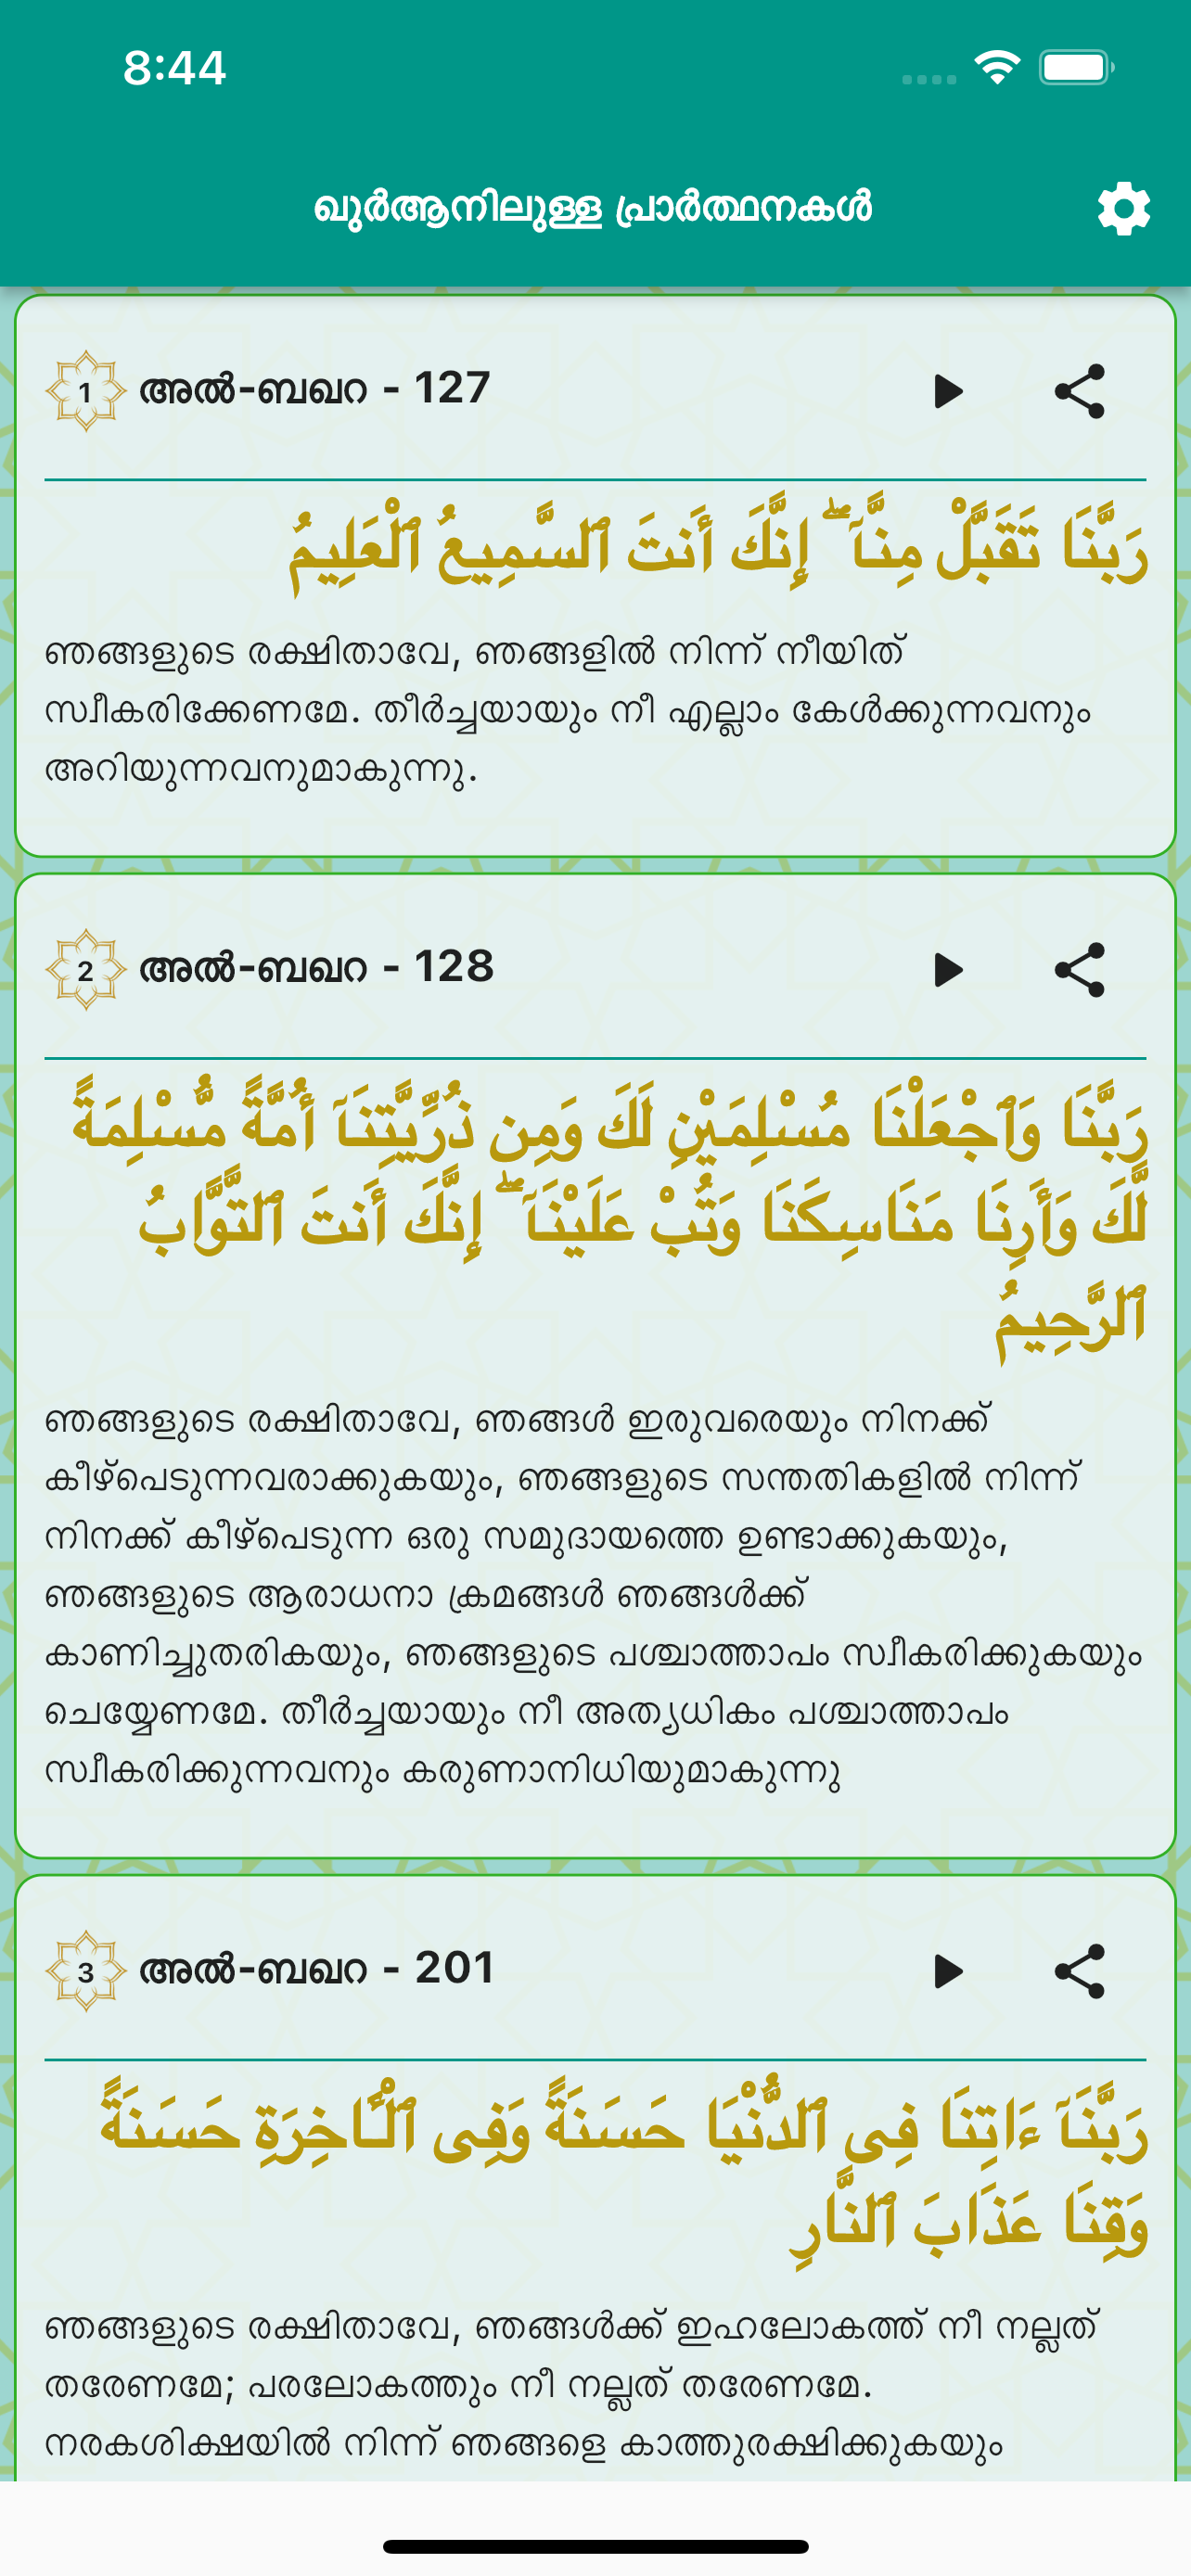 8:44
ഖുർആനിലുള്ള പ്രാർത്ഥനകൾ
1 അൽ-ബഖറ - 127
رَبَّنَا تَقَبَّلْ مِنَّآ ۖ إِنَّكَ أَنتَ ٱلسَّمِيعُ ٱلْعَلِيمُ
ഞങ്ങളുടെ രക്ഷിതാവേ, ഞങ്ങളിൽ നിന്ന് നീയിത്
സ്വീകരിക്കേണമേ. തീർച്ചയായും നീ എല്ലാം കേൾക്കുന്നവനും
അറിയുന്നവനുമാകുന്നു.
2 അൽ-ബഖറ - 128
رَبَّنَا وَٱجْعَلْنَا مُسْلِمَيْنِ لَكَ وَمِن ذُرِّيَّتِنَآ أُمَّةً مُّسْلِمَةً
لَّكَ وَأَرِنَا مَنَاسِكَنَا وَتُبْ عَلَيْنَآ ۖ إِنَّكَ أَنتَ ٱلتَّوَّابُ
ٱلرَّحِيمُ
ഞങ്ങളുടെ രക്ഷിതാവേ, ഞങ്ങൾ ഇരുവരെയും നിനക്ക്
കീഴ്പെടുന്നവരാക്കുകയും, ഞങ്ങളുടെ സന്തതികളിൽ നിന്ന്
നിനക്ക് കീഴ്പെടുന്ന ഒരു സമുദായത്തെ ഉണ്ടാക്കുകയും,
ഞങ്ങളുടെ ആരാധനാ ക്രമങ്ങൾ ഞങ്ങൾക്ക്
കാണിച്ചുതരികയും, ഞങ്ങളുടെ പശ്ചാത്താപം സ്വീകരിക്കുകയും
ചെയ്യേണമേ. തീർച്ചയായും നീ അത്യധികം പശ്ചാത്താപം
സ്വീകരിക്കുന്നവനും കരുണാനിധിയുമാകുന്നു
3 അൽ-ബഖറ - 201
رَبَّنَآ ءَاتِنَا فِى ٱلدُّنْيَا حَسَنَةً وَفِى ٱلْـَٔاخِرَةِ حَسَنَةً
وَقِنَا عَذَابَ ٱلنَّارِ
ഞങ്ങളുടെ രക്ഷിതാവേ, ഞങ്ങൾക്ക് ഇഹലോകത്ത് നീ നല്ലത്
തരേണമേ; പരലോകത്തും നീ നല്ലത് തരേണമേ.
നരകശിക്ഷയിൽ നിന്ന് ഞങ്ങളെ കാത്തുരക്ഷിക്കുകയും